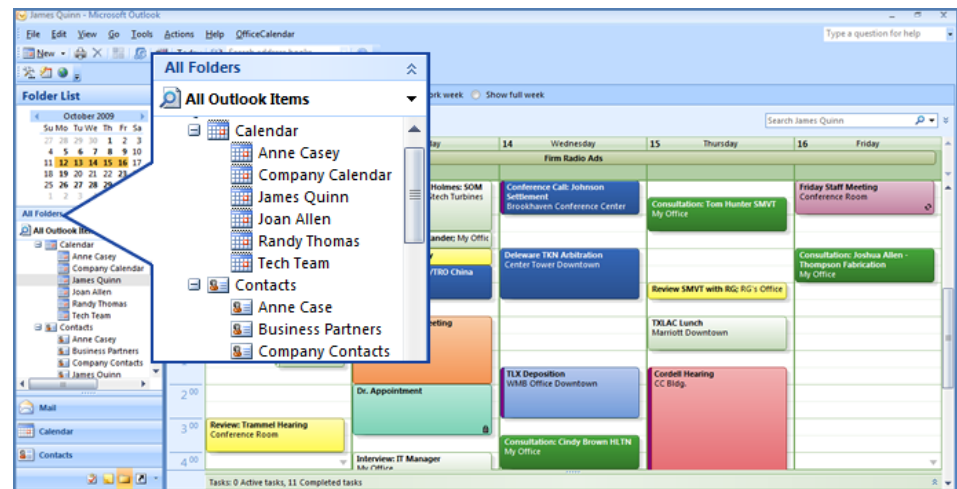 James Quinn - Microsoft Outlook
File Edit View Go Tools Actions Help OfficeCalendar
Type a question for help
New
Folder List
October 2009
Su Mo Tu We Th Fr Sa
27 28 29 30 1 2 3
4 5 6 7 8 9 10
11 12 13 14 15 16 17
18 19 20 21 22
25 26 27 28 29
1 2
All Folders
All Outlook
Calendar
Anne Casey
Company Calendar
James Quinn
Joan Allen
Randy Thomas
Tech Team
Contacts
Anne Casey
Business Partners
Company Contacts
James Quinn
Mail
Calendar
Contacts
All Folders
All Outlook Items
Calendar
Anne Casey
Company Calendar
James Quinn
Joan Allen
Randy Thomas
Tech Team
Contacts
Anne Case
Business Partners
Company Contacts
week Show full week
Search James Quinn
14 Wednesday 15 Thursday 16 Friday
Firm Radio Ads
Holmes: SOM
Turbines
My Offic
TRO China
Dr. Appointment
Interview: IT Manager
My Office
Conference Call: Johnson
Settlement
Brookhaven Conference Center
Deleware TKN Arbitration
Center Tower Downtown
TLX Deposition
WMB Office Downtown
Consultation: Cindy Brown HLTN
My Office
Consultation: Tom Hunter SMVT
My Office
Review SMVT with RG; RG's Office
TXLAC Lunch
Marriott Downtown
Cordell Hearing
CC Bldg.
Friday Staff Meeting
Conference Room
Consultation: Joshua Allen -
Thompson Fabrication
My Office
2 00
3 00
4 00
Review: Trammel Hearing
Conference Room
Tasks: 0 Active tasks, 11 Completed tasks